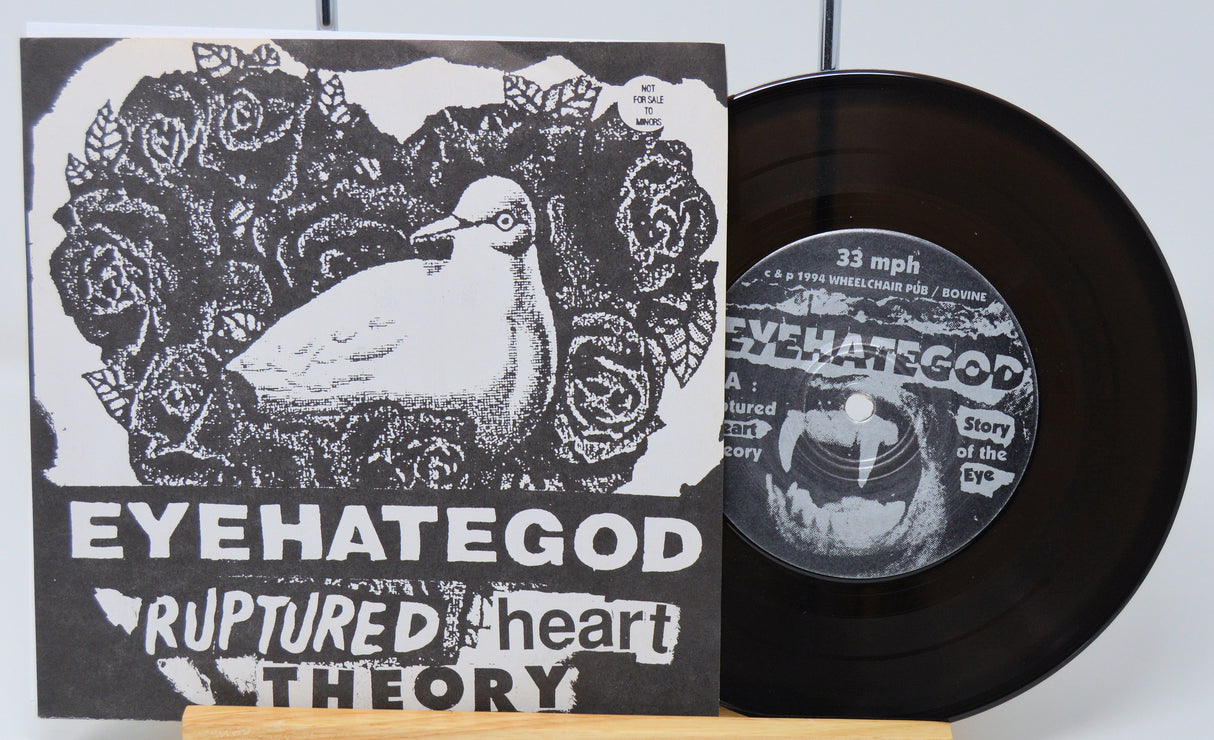 NOT
FOR SALE
TO
MINORS
EYEHATEGOD
RUPTURED heart
THEORY
33 mph
c & p 1994 WHEELCHAIR PUB / BOVINE
EYEHATEGOD
A :
ptured
eart
eory
Story
of the
Eye